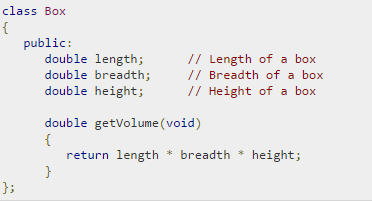 class Box
{
public:
double length; // Length of a box
double breadth; // Breadth of a box
double height; // Height of a box
double getVolume(void)
{
return length * breadth * height;
}
};